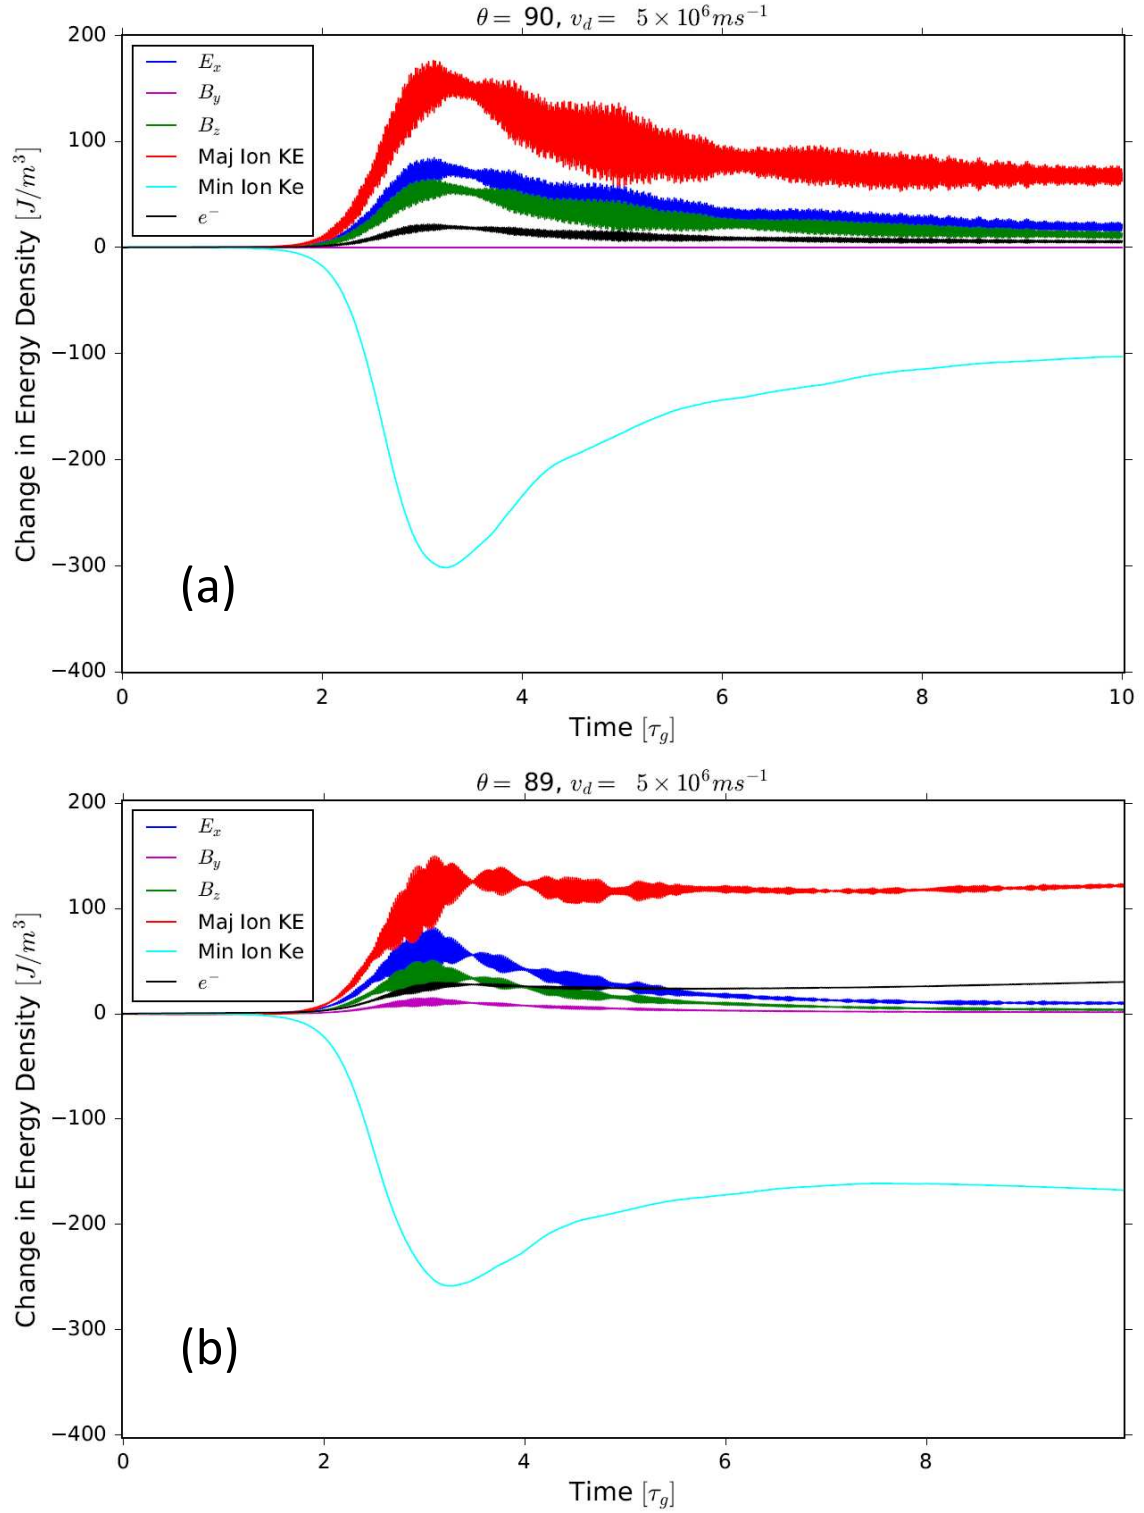 θ = 90, v_d = 5 × 10^6 ms^−1
200
100
0
−100
−200
−300
−400
Change in Energy Density [J/m^3]
E_x
B_y
B_z
Maj Ion KE
Min Ion Ke
e^−
(a)
0 2 4 6 8 10
Time [τ_g]
θ = 89, v_d = 5 × 10^6 ms^−1
200
100
0
−100
−200
−300
−400
Change in Energy Density [J/m^3]
E_x
B_y
B_z
Maj Ion KE
Min Ion Ke
e^−
(b)
0 2 4 6 8
Time [τ_g]